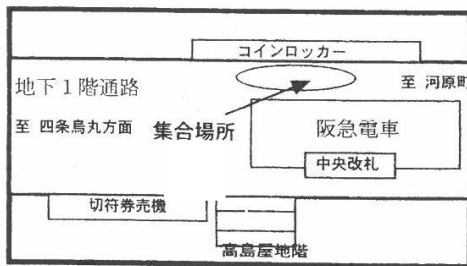 コインロッカー
地下1階通路
至 河原町
至 四条烏丸方面
集合場所
阪急電車
中央改札
切符券売機
高島屋地階